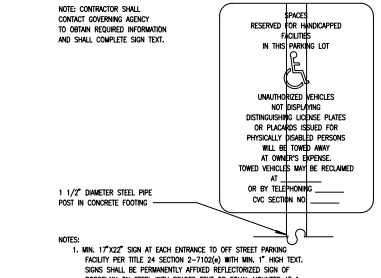 NOTE: CONTRACTOR SHALL
CONTACT GOVERNING AGENCY
TO OBTAIN REQUIRED INFORMATION
AND SHALL COMPLETE SIGN TEXT.
SPACES
RESERVED FOR HANDICAPPED
FACILITIES
IN THIS PARKING LOT
UNAUTHORIZED VEHICLES
NOT DISPLAYING
DISTINGUISHING LICENSE PLATES
OR PLACARDS ISSUED FOR
PHYSICALLY DISABLED PERSONS
WILL BE TOWED AWAY
AT OWNER'S EXPENSE.
TOWED VEHICLES MAY BE RECLAIMED
AT
OR BY TELEPHONING
CVC SECTION NO.
1 1/2" DIAMETER STEEL PIPE
POST IN CONCRETE FOOTING
NOTES:
1. MIN. 17"X22" SIGN AT EACH ENTRANCE TO OFF STREET PARKING
FACILITY PER TITLE 24 SECTION 2-7102(e) WITH MIN. 1" HIGH TEXT.
SIGNS SHALL BE PERMANENTLY AFFIXED REFLECTORIZED SIGN OF